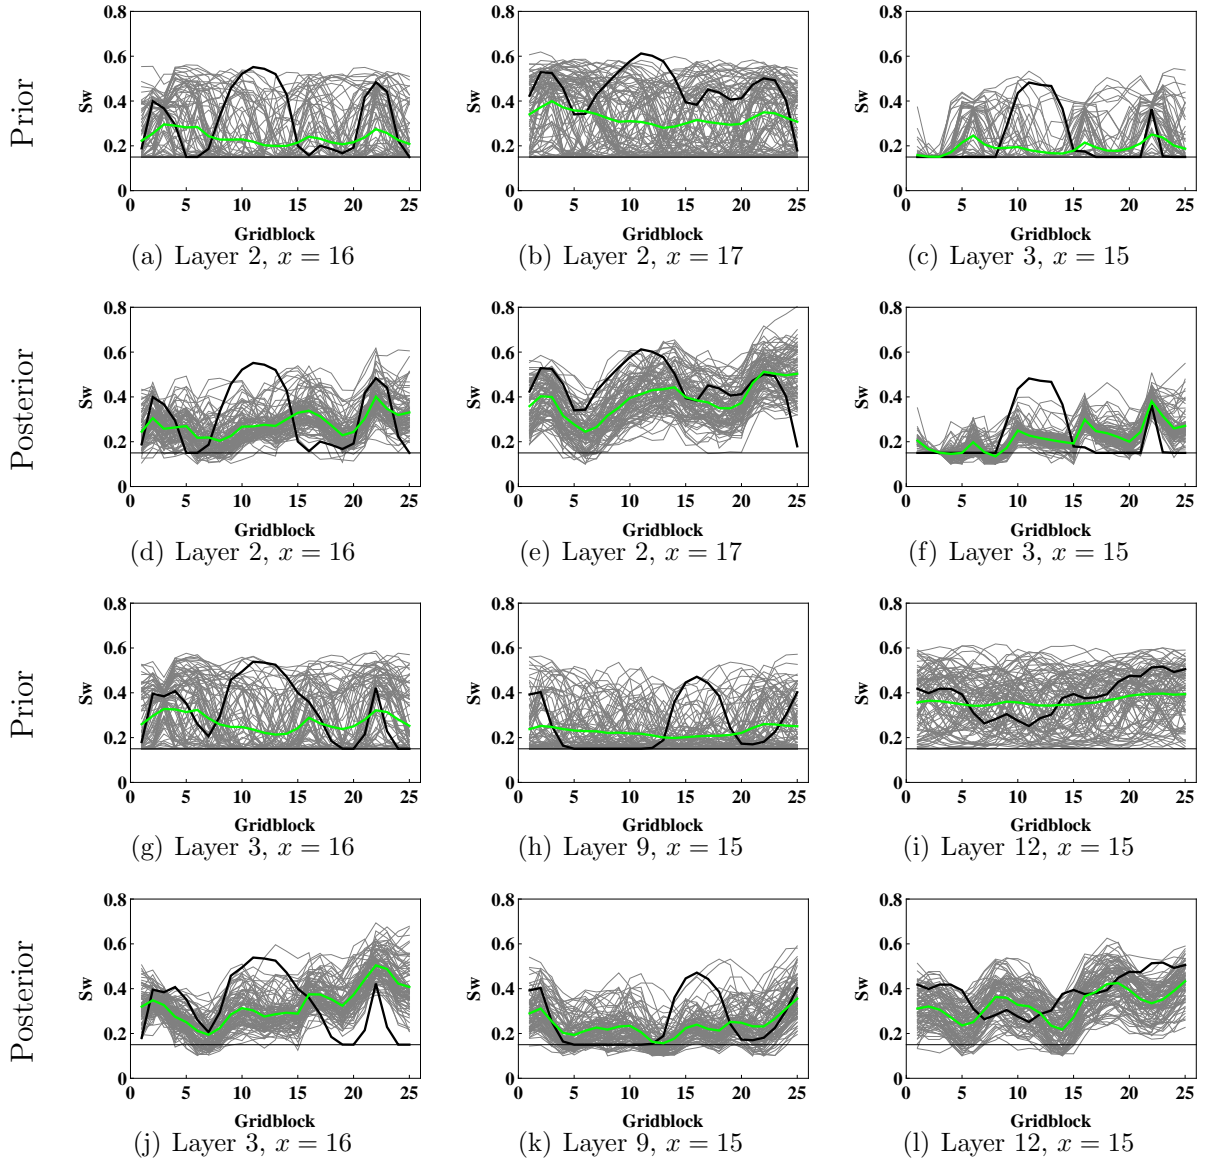 Prior
0.8
0.6
0.4
0.2
0
Sw
0 5 10 15 20 25
Gridblock
(a) Layer 2, x = 16
0.8
0.6
0.4
0.2
0
Sw
0 5 10 15 20 25
Gridblock
(b) Layer 2, x = 17
0.8
0.6
0.4
0.2
0
Sw
0 5 10 15 20 25
Gridblock
(c) Layer 3, x = 15
Posterior
0.8
0.6
0.4
0.2
0
Sw
0 5 10 15 20 25
Gridblock
(d) Layer 2, x = 16
0.8
0.6
0.4
0.2
0
Sw
0 5 10 15 20 25
Gridblock
(e) Layer 2, x = 17
0.8
0.6
0.4
0.2
0
Sw
0 5 10 15 20 25
Gridblock
(f) Layer 3, x = 15
Prior
0.8
0.6
0.4
0.2
0
Sw
0 5 10 15 20 25
Gridblock
(g) Layer 3, x = 16
0.8
0.6
0.4
0.2
0
Sw
0 5 10 15 20 25
Gridblock
(h) Layer 9, x = 15
0.8
0.6
0.4
0.2
0
Sw
0 5 10 15 20 25
Gridblock
(i) Layer 12, x = 15
Posterior
0.8
0.6
0.4
0.2
0
Sw
0 5 10 15 20 25
Gridblock
(j) Layer 3, x = 16
0.8
0.6
0.4
0.2
0
Sw
0 5 10 15 20 25
Gridblock
(k) Layer 9, x = 15
0.8
0.6
0.4
0.2
0
Sw
0 5 10 15 20 25
Gridblock
(l) Layer 12, x = 15